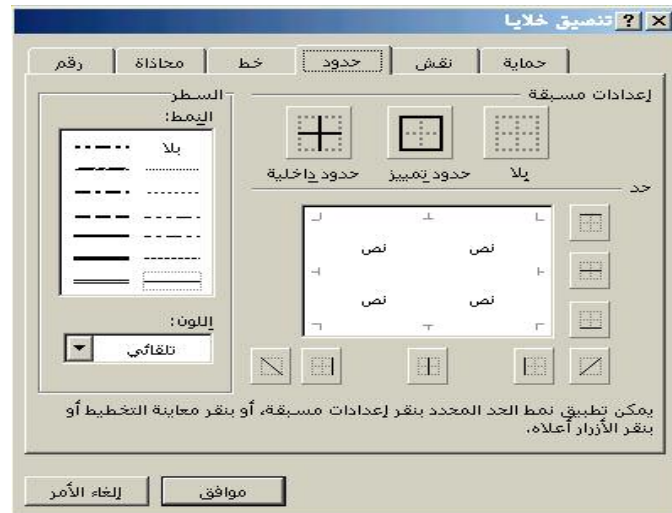 تنسيق خلايا
رقم محاذاة خط حدود نقش حماية
إعدادات مسبقة
بلا حدود تمييز حدود داخلية
حد
نص نص
نص نص
السطر
النمط:
بلا
اللون:
تلقائي
يمكن تطبيق نمط الحد المحدد بنقر إعدادات مسبقة، أو بنقر معاينة التخطيط أو
بنقر الأزرار أعلاه.
موافق إلغاء الأمر